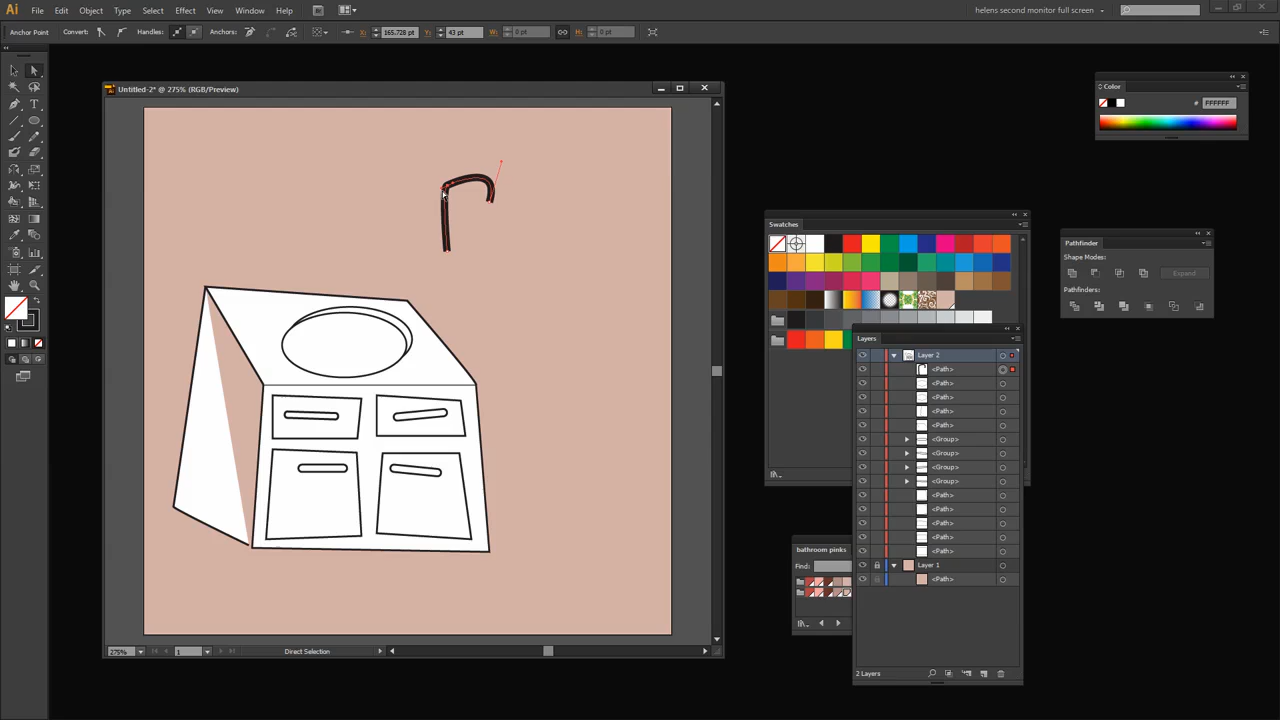 Ai File Edit Object Type Select Effect View Window Help helens second monitor full screen
Anchor Point Convert: Handles: Anchors: X: 165.728 pt Y: 43 pt W: 0 pt H: 0 pt
Untitled-2* @ 275% (RGB/Preview)
Color
# FFFFFF
Swatches
Pathfinder
Shape Modes:
Expand
Pathfinders:
Layers
Layer 2
<Path>
<Path>
<Path>
<Path>
<Path>
<Group>
<Group>
<Group>
<Group>
<Path>
<Path>
<Path>
<Path>
<Path>
Layer 1
<Path>
2 Layers
bathroom pinks
Find:
275% 1 Direct Selection